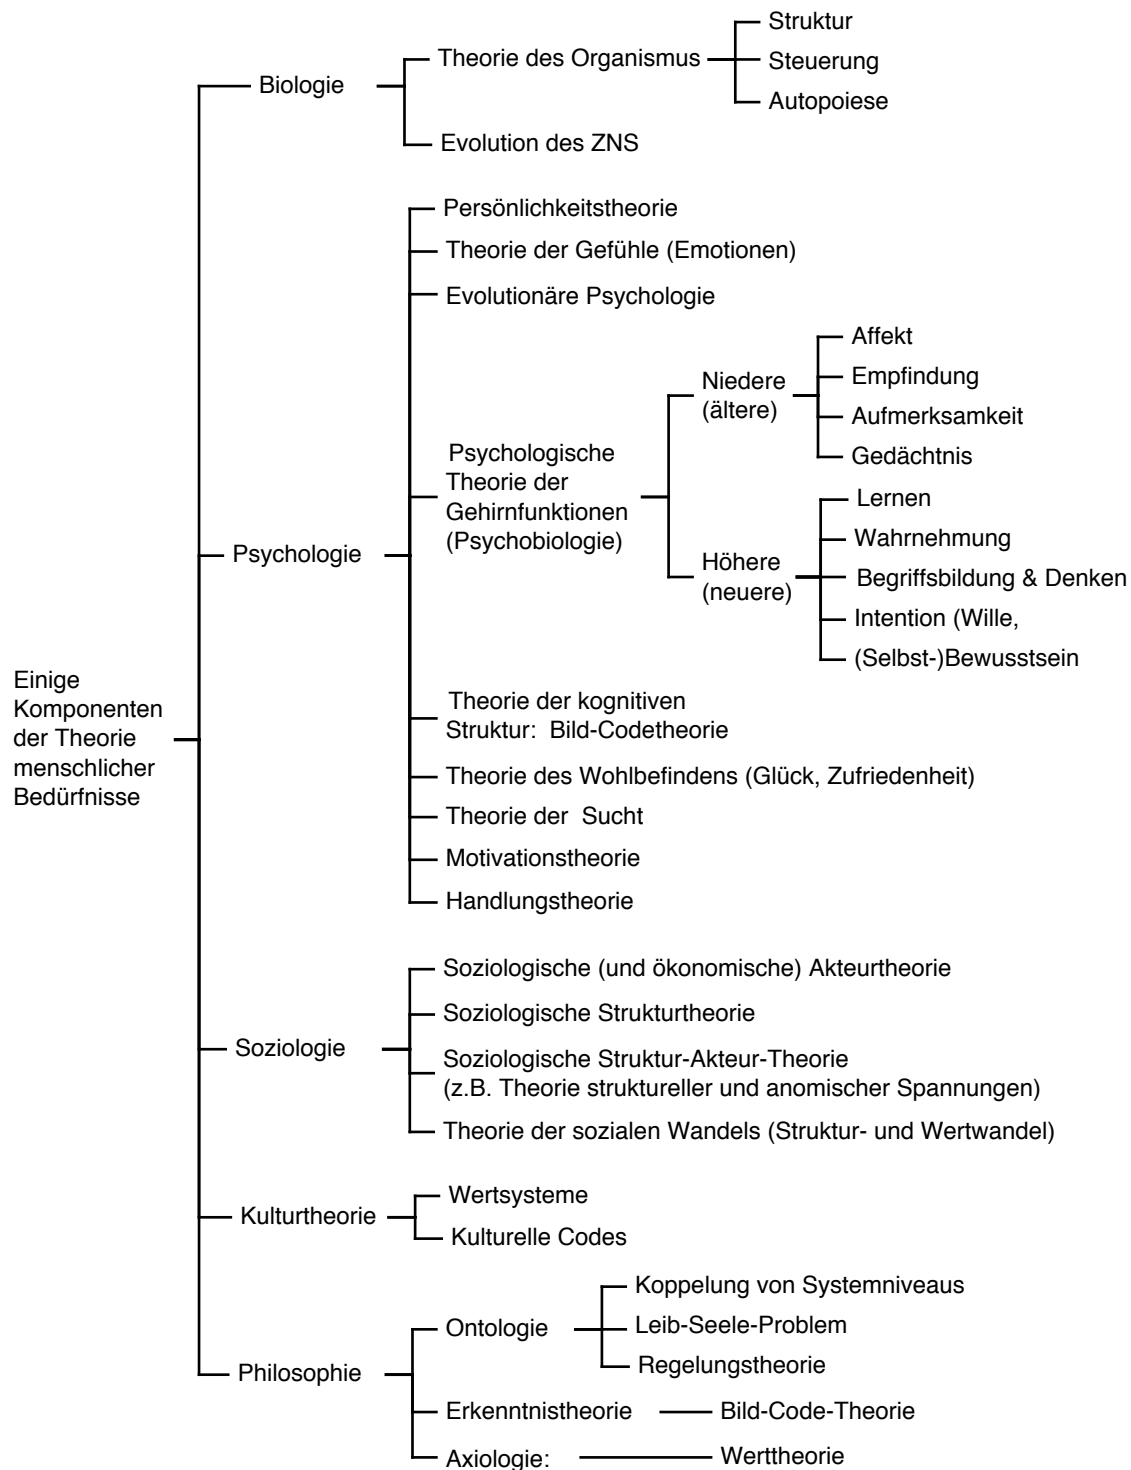 Struktur
Theorie des Organismus
Steuerung
Biologie
Autopoiese
Evolution des ZNS
Persönlichkeitstheorie
Theorie der Gefühle (Emotionen)
Evolutionäre Psychologie
Affekt
Niedere
(ältere)
Empfindung
Aufmerksamkeit
Gedächtnis
Psychologische
Theorie der
Gehirnfunktionen
(Psychobiologie)
Lernen
Wahrnehmung
Psychologie
Höhere
(neuere)
Begriffsbildung & Denken
Intention (Wille,
(Selbst-)Bewusstsein
Einige
Komponenten
der Theorie
menschlicher
Bedürfnisse
Theorie der kognitiven
Struktur: Bild-Codetheorie
Theorie des Wohlbefindens (Glück, Zufriedenheit)
Theorie der Sucht
Motivationstheorie
Handlungstheorie
Soziologische (und ökonomische) Akteurtheorie
Soziologische Strukturtheorie
Soziologie
Soziologische Struktur-Akteur-Theorie
(z.B. Theorie struktureller und anomischer Spannungen)
Theorie der sozialen Wandels (Struktur- und Wertwandel)
Wertsysteme
Kulturtheorie
Kulturelle Codes
Koppelung von Systemniveaus
Ontologie
Leib-Seele-Problem
Regelungstheorie
Philosophie
Erkenntnistheorie
Bild-Code-Theorie
Axiologie:
Werttheorie